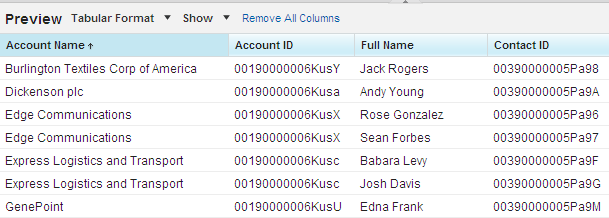 Preview Tabular Format Show Remove All Columns
Account Name Account ID Full Name Contact ID
Burlington Textiles Corp of America 00190000006KusY Jack Rogers 00390000005Pa98
Dickenson plc 00190000006Kusa Andy Young 00390000005Pa9A
Edge Communications 00190000006KusX Rose Gonzalez 00390000005Pa96
Edge Communications 00190000006KusX Sean Forbes 00390000005Pa97
Express Logistics and Transport 00190000006Kusc Babara Levy 00390000005Pa9F
Express Logistics and Transport 00190000006Kusc Josh Davis 00390000005Pa9G
GenePoint 00190000006KusU Edna Frank 00390000005Pa9M